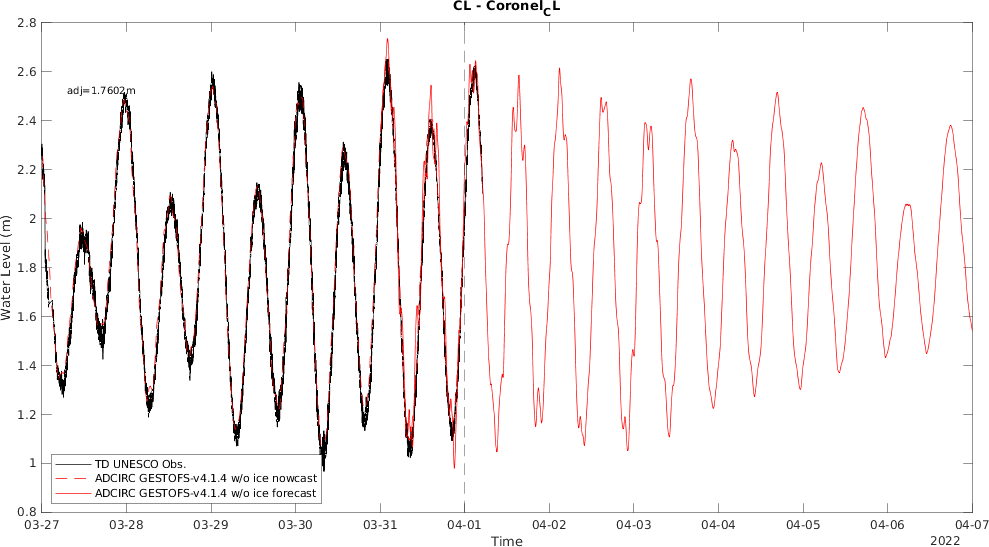 CL - Coronel_CL
adj=1.7602m
2.8
2.6
2.4
2.2
2
1.8
1.6
1.4
1.2
1
0.8
Water Level (m)
TD UNESCO Obs.
ADCIRC GESTOFS-v4.1.4 w/o ice nowcast
ADCIRC GESTOFS-v4.1.4 w/o ice forecast
03-27 03-28 03-29 03-30 03-31 04-01 04-02 04-03 04-04 04-05 04-06 04-07
Time
2022